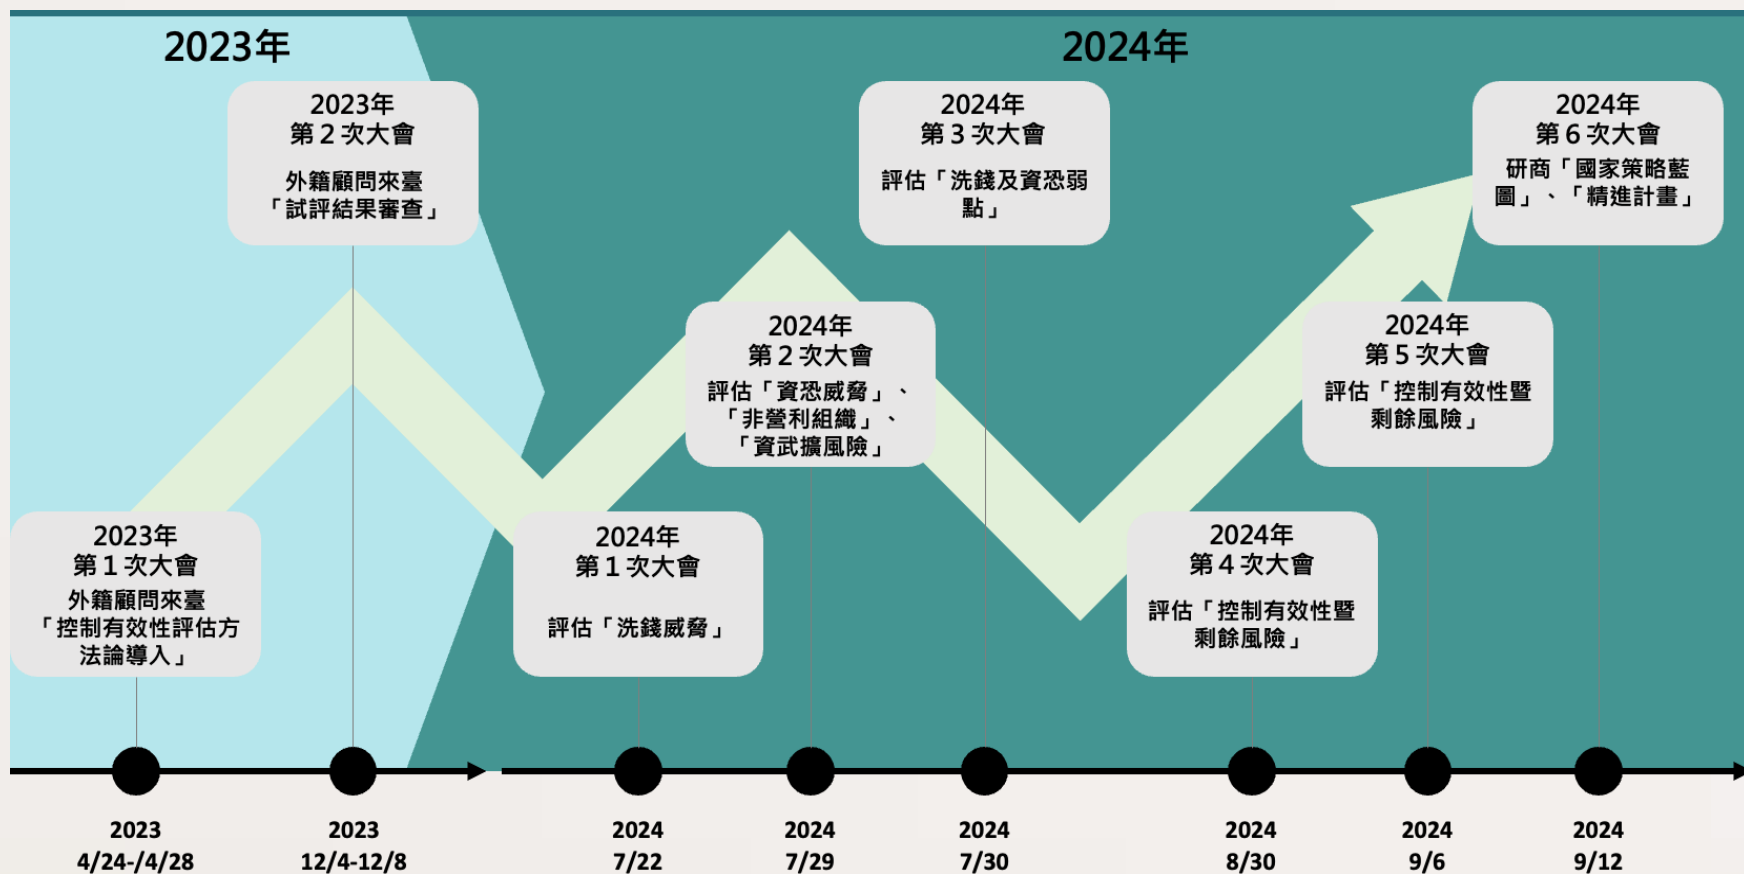 2023年
2024年
2023年
第2次大會
外籍顧問來臺
「試評結果審查」
2024年
第3次大會
評估「洗錢及資恐弱
點」
2024年
第6次大會
研商「國家策略藍
圖」、「精進計畫」
2024年
第2次大會
評估「資恐威脅」、
「非營利組織」、
「資武擴風險」
2024年
第5次大會
評估「控制有效性暨
剩餘風險」
2023年
第1次大會
外籍顧問來臺
「控制有效性評估方
法論導入」
2024年
第1次大會
評估「洗錢威脅」
2024年
第4次大會
評估「控制有效性暨
剩餘風險」
2023
4/24-/4/28
2023
12/4-12/8
2024
7/22
2024
7/29
2024
7/30
2024
8/30
2024
9/6
2024
9/12